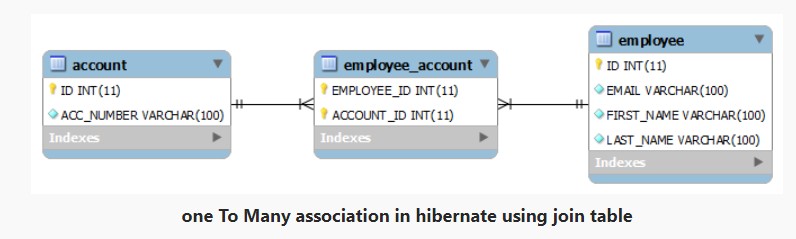 account
ID INT(11)
ACC_NUMBER VARCHAR(100)
Indexes
employee_account
EMPLOYEE_ID INT(11)
ACCOUNT_ID INT(11)
Indexes
employee
ID INT(11)
EMAIL VARCHAR(100)
FIRST_NAME VARCHAR(100)
LAST_NAME VARCHAR(100)
Indexes
one To Many association in hibernate using join table